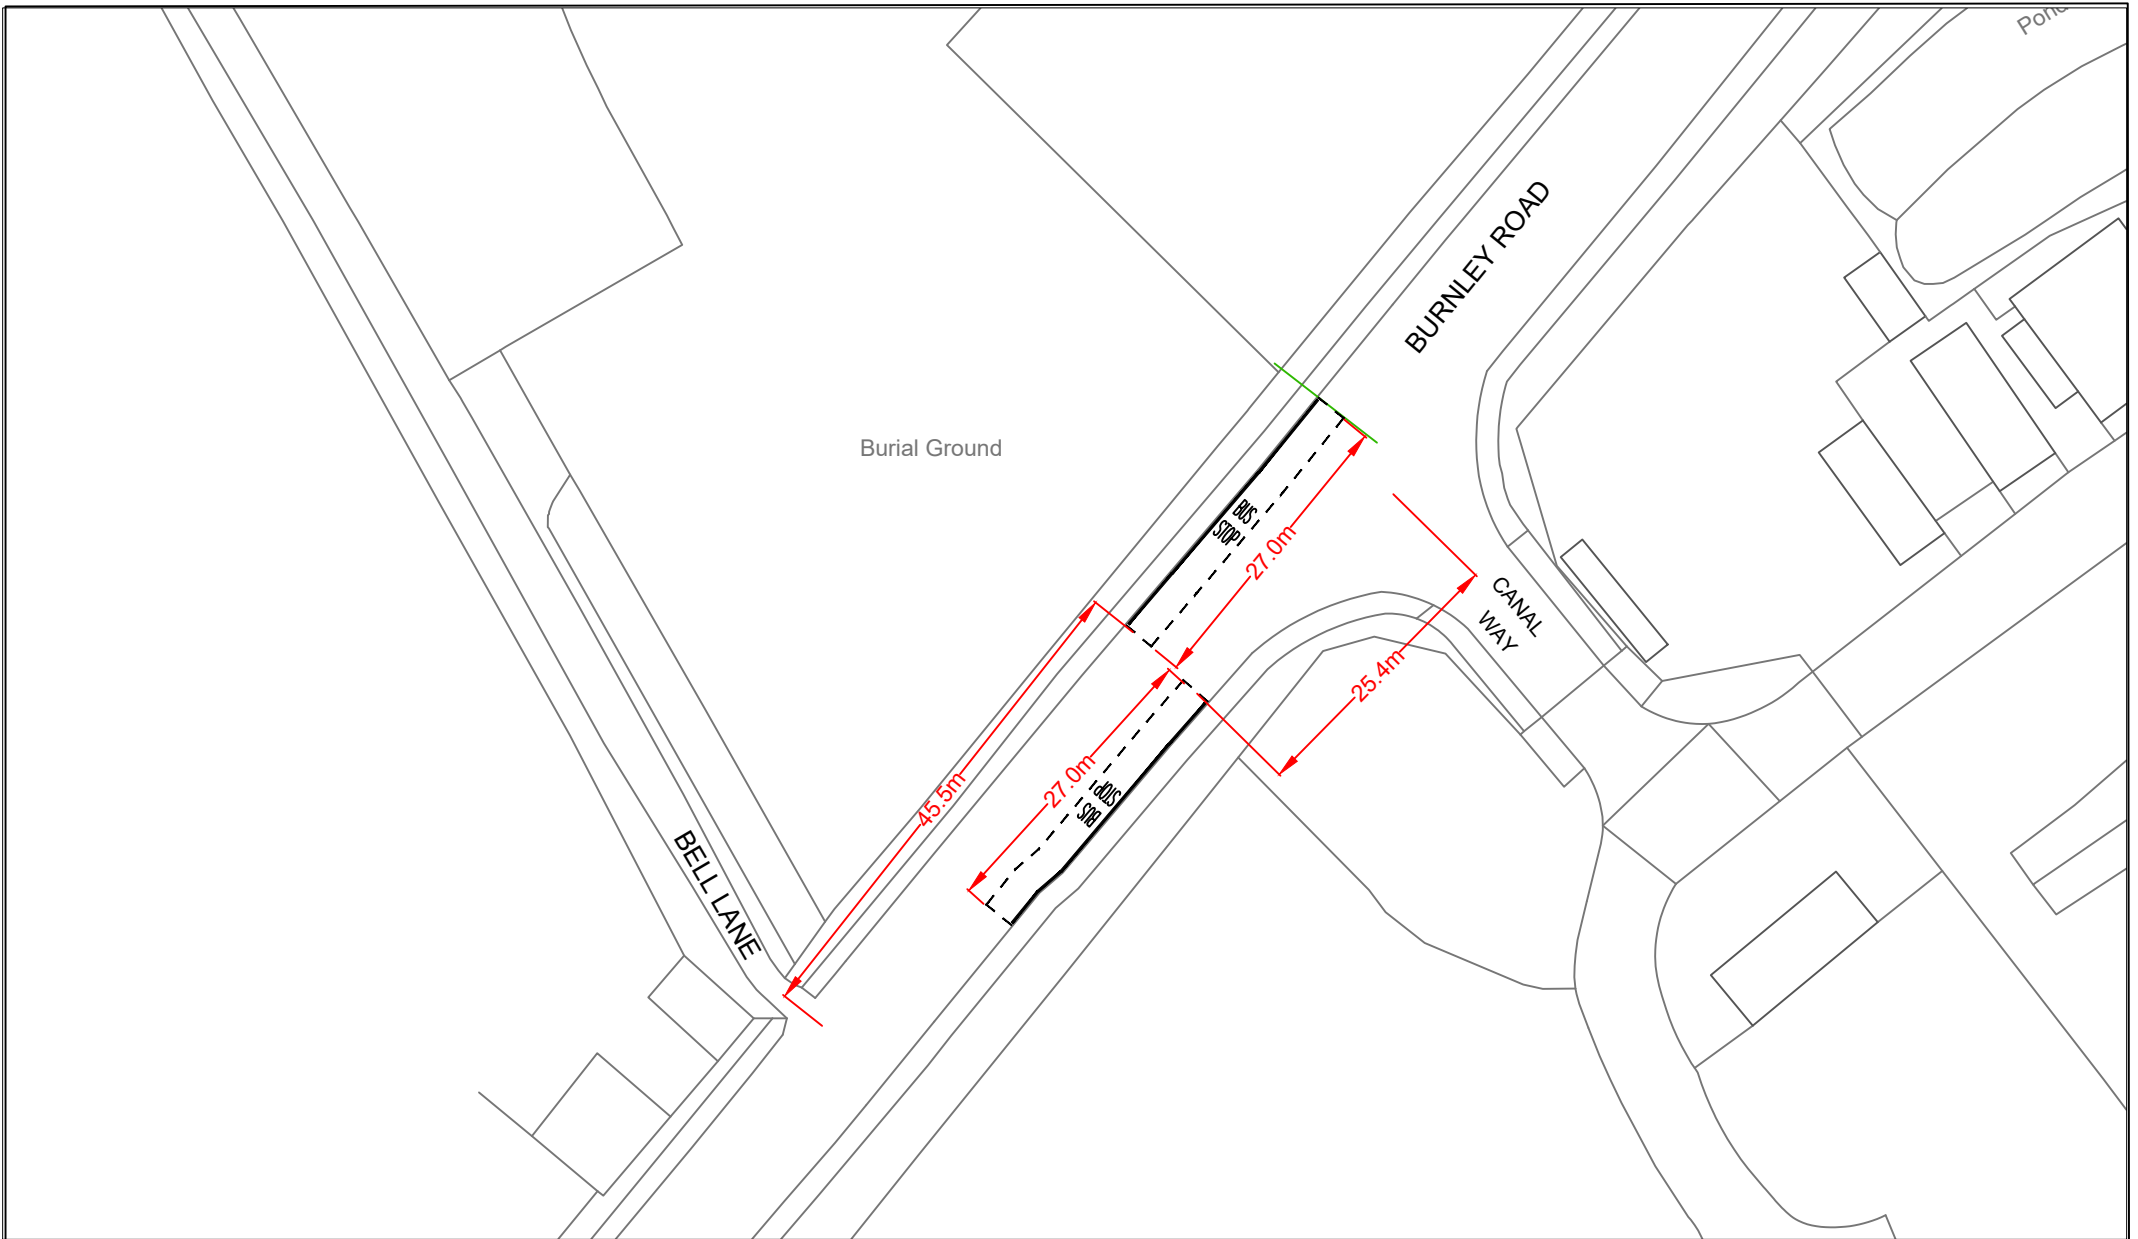 BURNLEY ROAD
Burial Ground
BUS
STOP
27.0m
CANAL
WAY
25.4m
27.0m
BUS
STOP
45.5m
BELL LANE